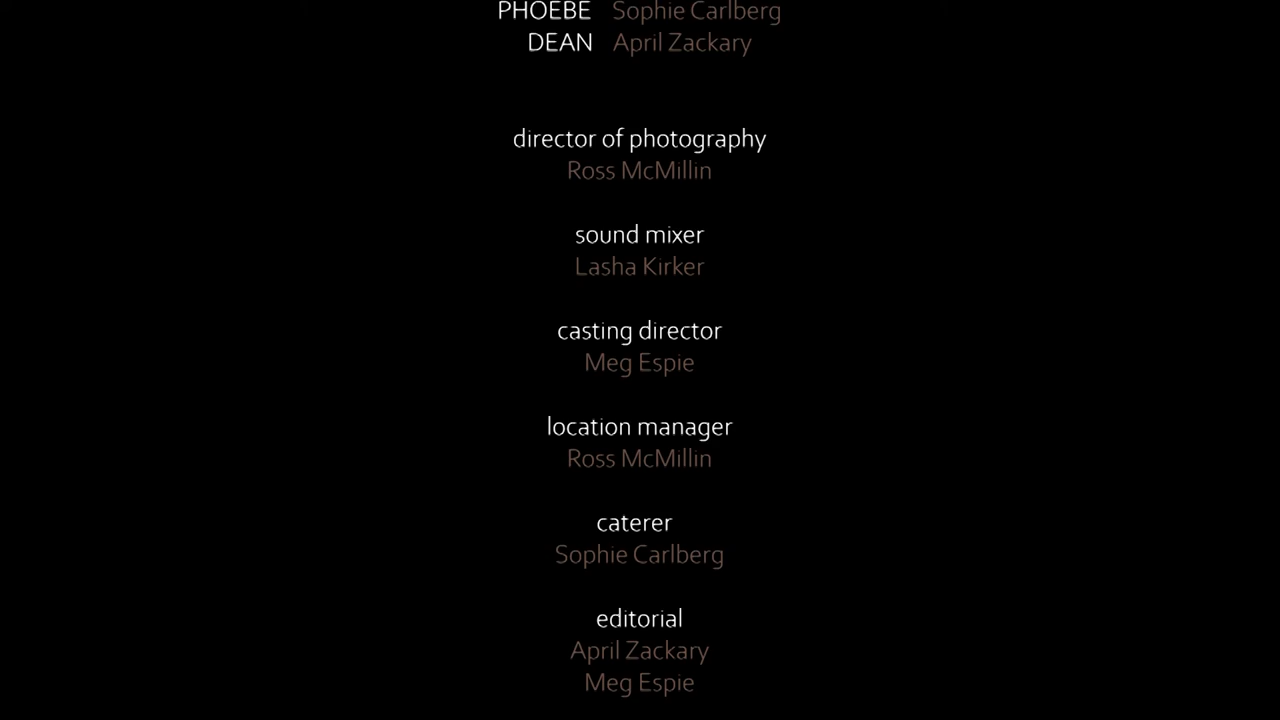 PHOEBE Sophie Carlberg
DEAN April Zackary
director of photography
Ross McMillin
sound mixer
Lasha Kirker
casting director
Meg Espie
location manager
Ross McMillin
caterer
Sophie Carlberg
editorial
April Zackary
Meg Espie